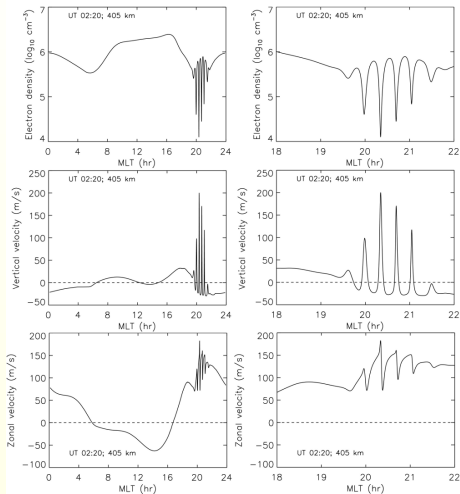 UT 02:20; 405 km
Electron density (log10 cm−3)
7
6
5
4
0 4 8 12 16 20 24
MLT (hr)
UT 02:20; 405 km
Electron density (log10 cm−3)
7
6
5
4
18 19 20 21 22
MLT (hr)
UT 02:20; 405 km
Vertical velocity (m/s)
250
200
150
100
50
0
−50
0 4 8 12 16 20 24
MLT (hr)
UT 02:20; 405 km
Vertical velocity (m/s)
250
200
150
100
50
0
−50
18 19 20 21 22
MLT (hr)
Zonal velocity (m/s)
200
150
100
50
0
−50
−100
UT 02:20; 405 km
0 4 8 12 16 20 24
MLT (hr)
Zonal velocity (m/s)
200
150
100
50
0
−50
−100
UT 02:20; 405 km
18 19 20 21 22
MLT (hr)